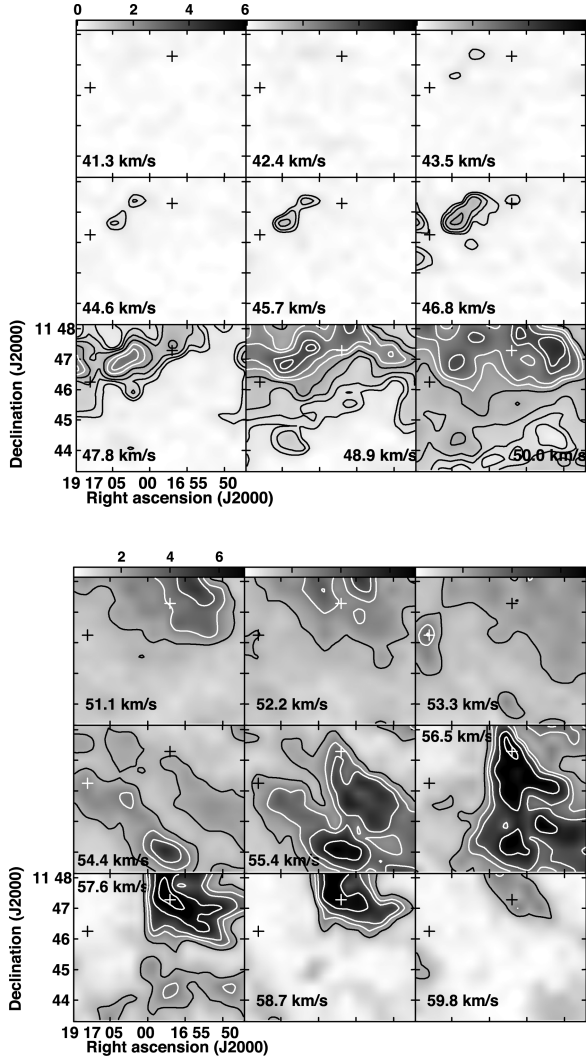 0 2 4 6
41.3 km/s 42.4 km/s 43.5 km/s
44.6 km/s 45.7 km/s 46.8 km/s
11 48
47
46
45
44
Declination (J2000)
47.8 km/s 48.9 km/s 50.0 km/s
19 17 05 00 16 55 50
Right ascension (J2000)
2 4 6
51.1 km/s 52.2 km/s 53.3 km/s
56.5 km/s
54.4 km/s 55.4 km/s
11 48
57.6 km/s
47
46
45
44
Declination (J2000)
58.7 km/s 59.8 km/s
19 17 05 00 16 55 50
Right ascension (J2000)